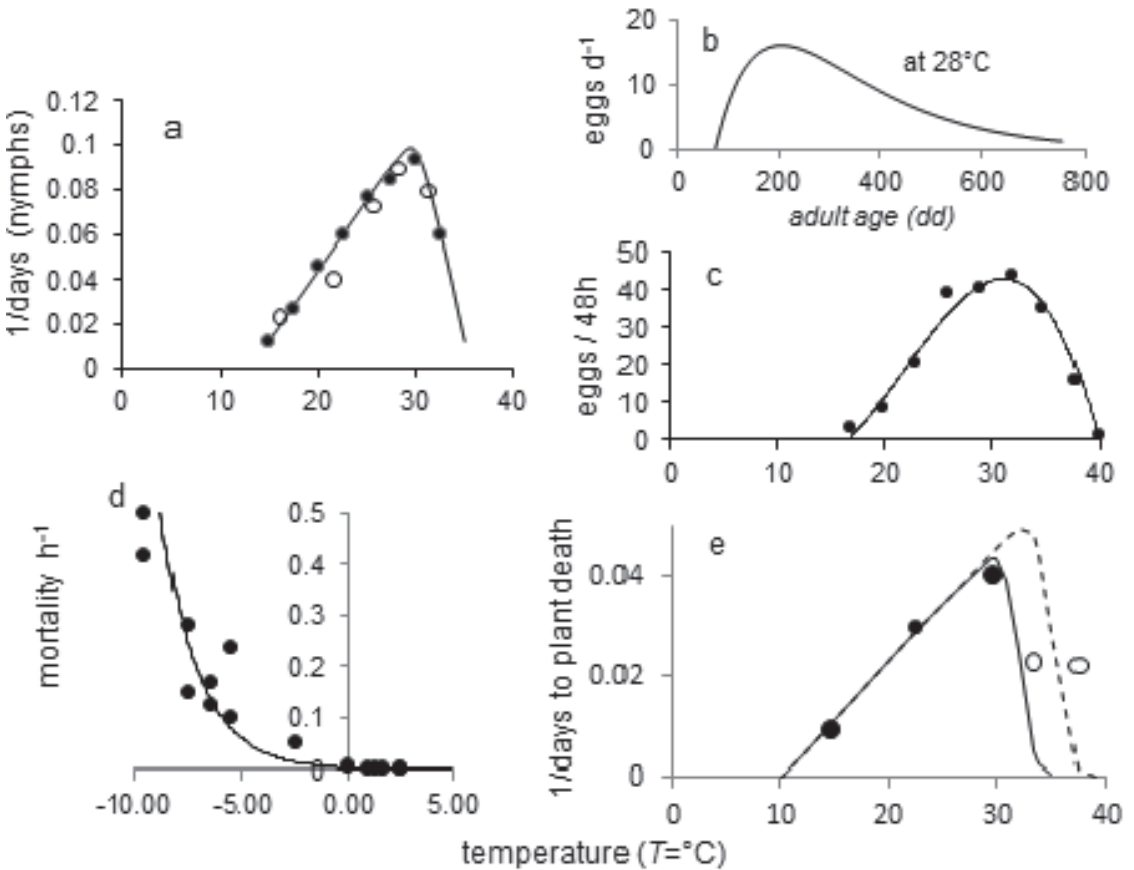 a
0.12
0.1
0.08
0.06
0.04
0.02
0
0 10 20 30 40
1/days (nymphs)
b
20
10
0
0 200 400 600 800
eggs d-1
at 28°C
adult age (dd)
c
50
40
30
20
10
0
0 10 20 30 40
eggs / 48h
d
0.5
0.4
0.3
0.2
0.1
0
-10.00 -5.00 0.00 5.00
mortality h-1
e
0.04
0.02
0
0 10 20 30 40
1/days to plant death
temperature (T=°C)